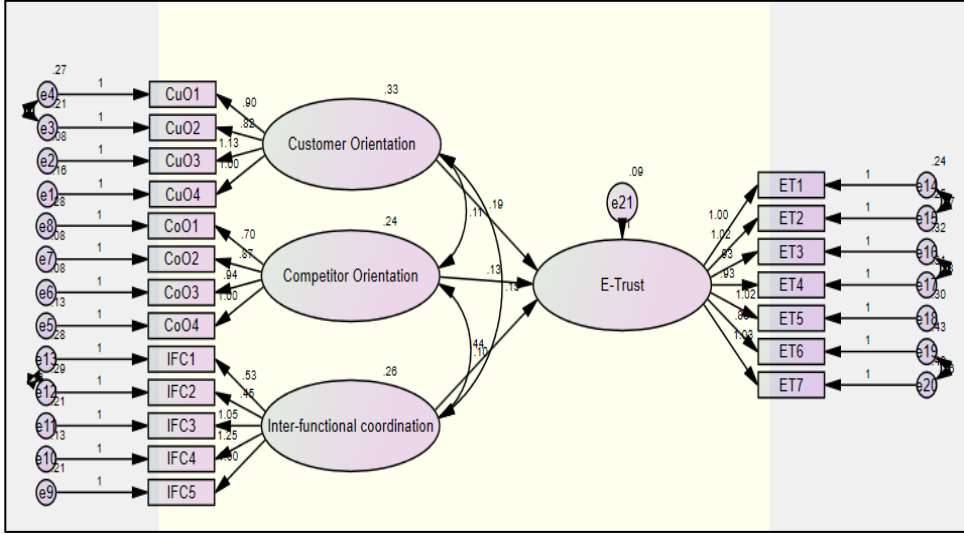 .27
e4 1 CuO1
.21
e3 1 CuO2
.08
e2 1 CuO3
.16
e1 1 CuO4
.28
e8 1 CoO1
.08
e7 1 CoO2
.08
e6 1 CoO3
.13
e5 1 CoO4
.28
e13 1 IFC1
.29
e12 1 IFC2
.21
e11 1 IFC3
.13
e10 1 IFC4
.21
e9 1 IFC5
.90
.82
1.13
1.00
.33
Customer Orientation
.70
.87
.94
1.00
.24
Competitor Orientation
.53
.45
1.05
1.25
.26
Inter-functional coordination
.19
.11
.13
.13
.44
.10
.09
e21
E-Trust
1.00
1.02
.93
.93
1.02
1.03
.24
ET1 1 e14
ET2 1 e15
.32
ET3 1 e16
ET4 1 e17
.30
ET5 1 e18
.43
ET6 1 e19
ET7 1 e20